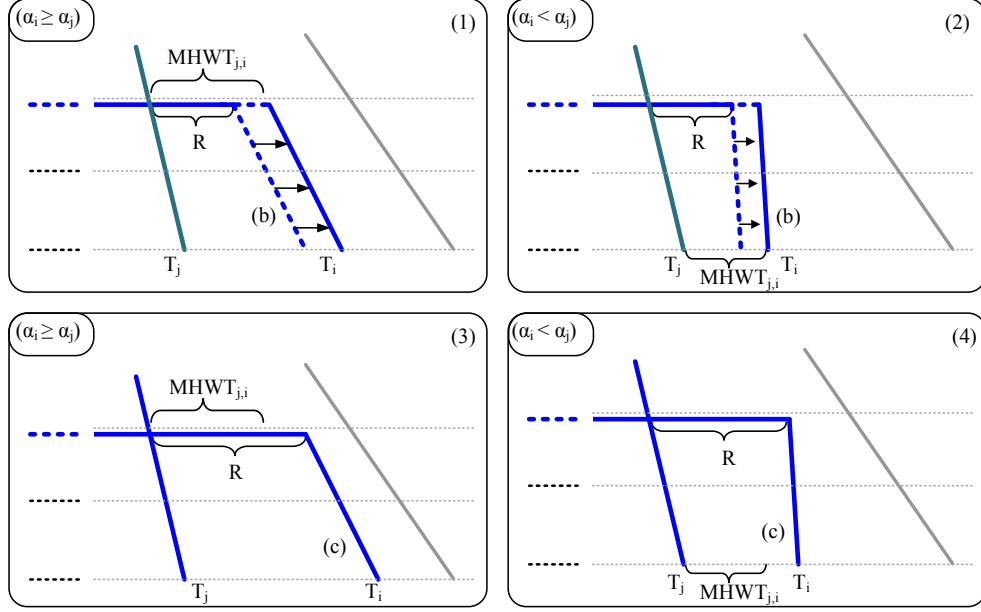 (αi ≥ αj)
(1)
MHWTj,i
R
(b)
Tj
Ti
(αi < αj)
(2)
R
(b)
Tj
Ti
MHWTj,i
(αi ≥ αj)
(3)
MHWTj,i
R
(c)
Tj
Ti
(αi < αj)
(4)
R
(c)
Tj
MHWTj,i
Ti